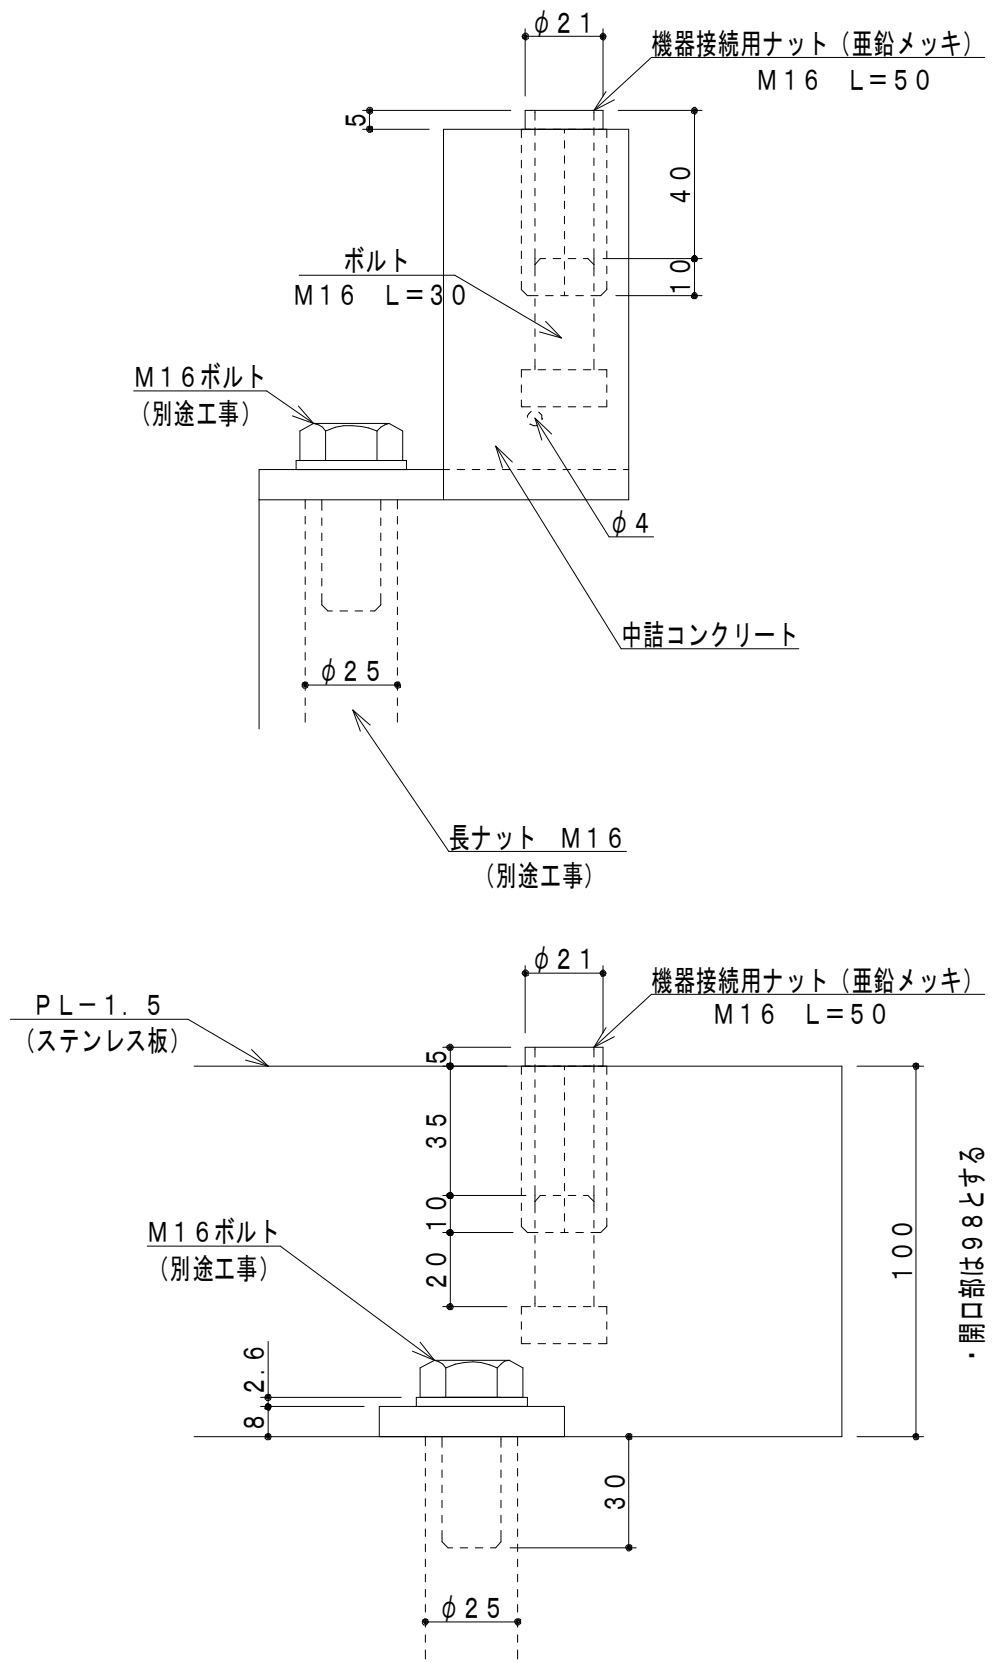 φ21
機器接続用ナット（亜鉛メッキ）
M16　L=50
5
40
10
ボルト
M16　L=30
M16ボルト
（別途工事）
φ4
中詰コンクリート
φ25
長ナット　M16
（別途工事）
φ21
機器接続用ナット（亜鉛メッキ）
M16　L=50
PL-1.5
（ステンレス板）
5
35
10
20
M16ボルト
（別途工事）
100
・開口部は98とする
2.6
8
30
φ25